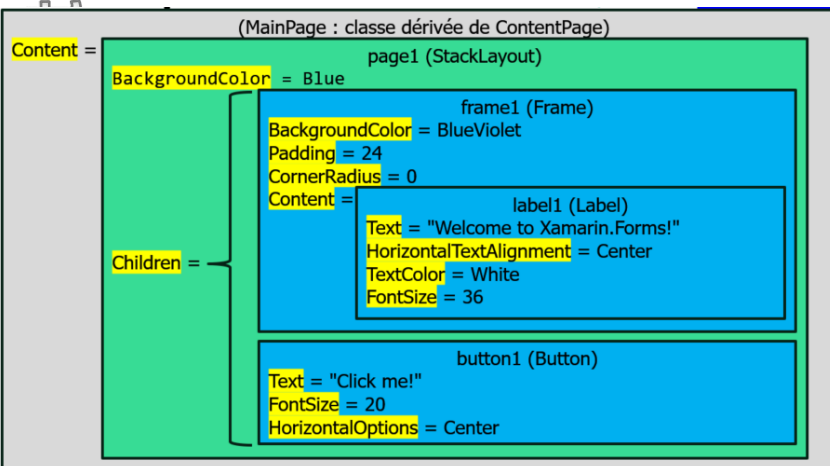 (MainPage : classe dérivée de ContentPage)
Content =
page1 (StackLayout)
BackgroundColor = Blue
frame1 (Frame)
BackgroundColor = BlueViolet
Padding = 24
CornerRadius = 0
Content =
label1 (Label)
Text = "Welcome to Xamarin.Forms!"
HorizontalTextAlignment = Center
TextColor = White
FontSize = 36
Children =
button1 (Button)
Text = "Click me!"
FontSize = 20
HorizontalOptions = Center